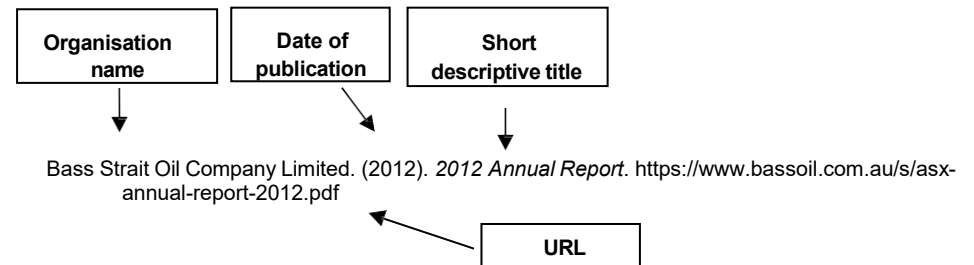 Organisation
name
Date of
publication
Short
descriptive title
Bass Strait Oil Company Limited. (2012). 2012 Annual Report. https://www.bassoil.com.au/s/asx-
annual-report-2012.pdf
URL